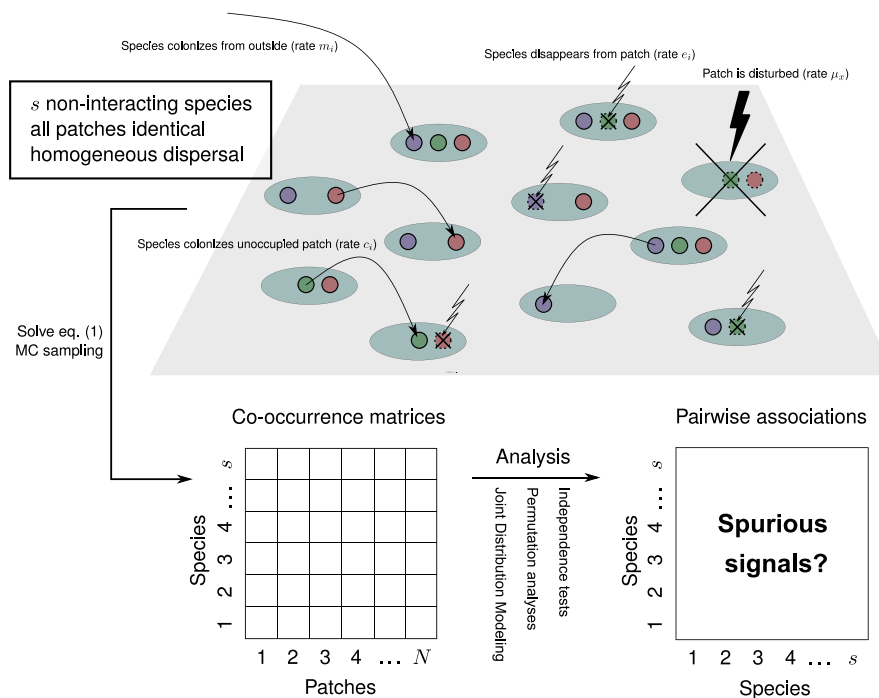 Species colonizes from outside (rate m_i)
Species disappears from patch (rate e_i)
Patch is disturbed (rate μ_x)
s non-interacting species
all patches identical
homogeneous dispersal
Species colonizes unoccupied patch (rate c_i)
Solve eq. (1)
MC sampling
Co-occurrence matrices
Species
s
...
4
3
2
1
1 2 3 4 ... N
Patches
Analysis
Joint Distribution Modeling
Permutation analyses
Independence tests
Pairwise associations
Species
s
...
4
3
2
1
Spurious
signals?
1 2 3 4 ... s
Species